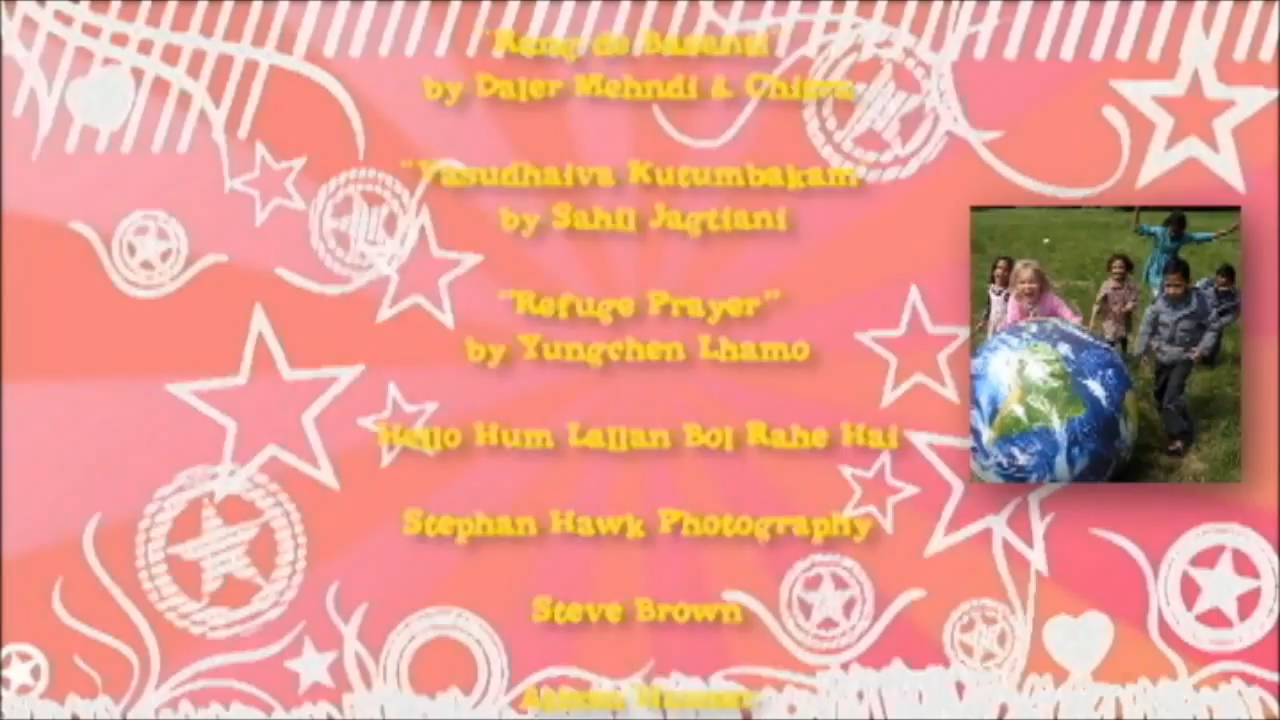 "Rang de Basanti"
by Daler Mehndi & Chitra
"Vasudhaiva Kutumbakam"
by Sahil Jagtiani
"Refuge Prayer"
by Yungchen Lhamo
Hello Hum Lallan Bol Rahe Hai
Stephan Hawk Photography
Steve Brown